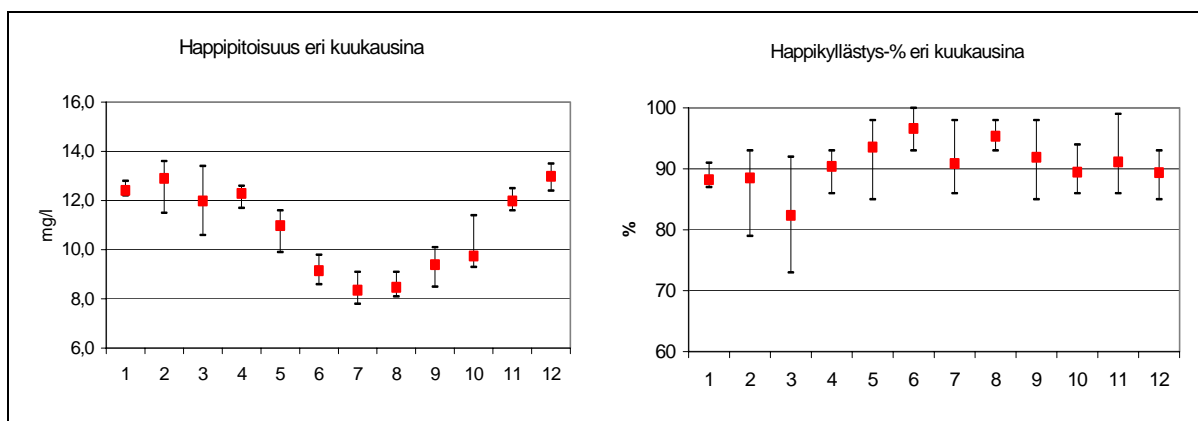 Happipitoisuus eri kuukausina
mg/l
16,0
14,0
12,0
10,0
8,0
6,0
1 2 3 4 5 6 7 8 9 10 11 12
Happikyllästys-% eri kuukausina
%
100
90
80
70
60
1 2 3 4 5 6 7 8 9 10 11 12